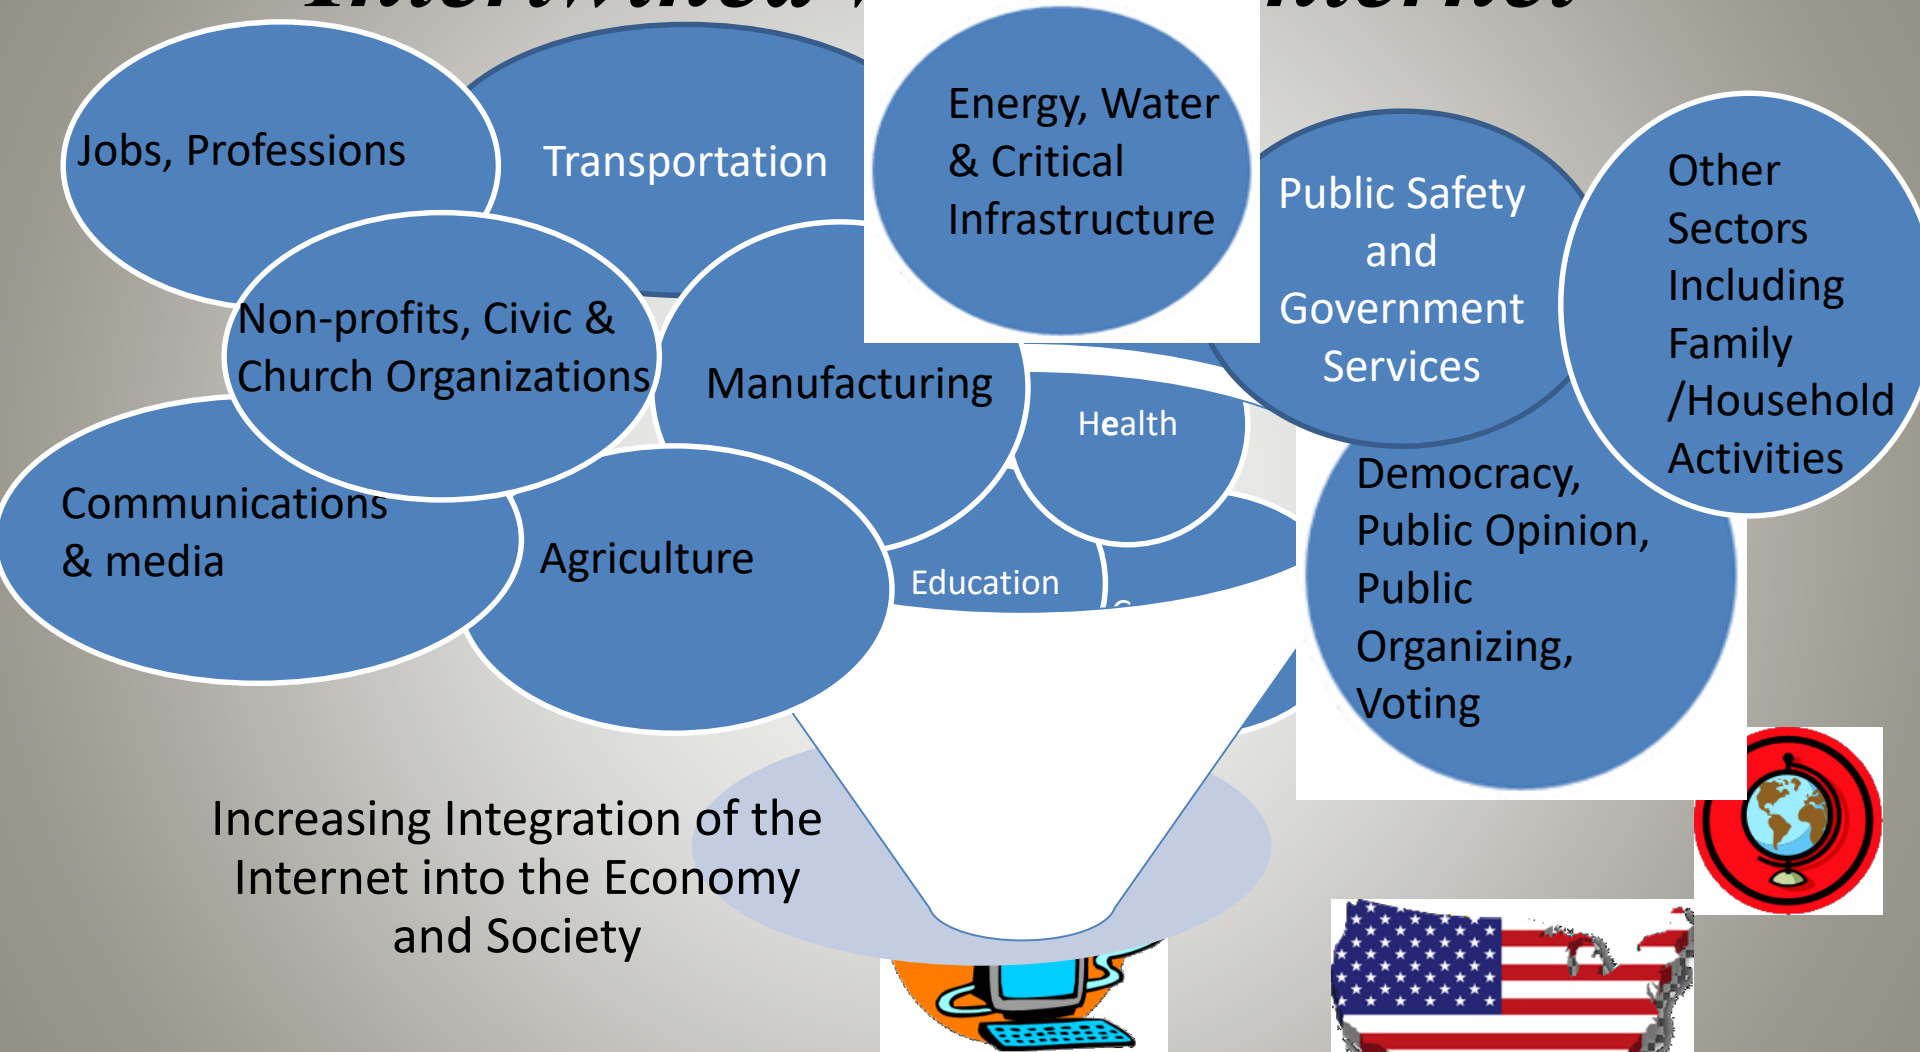 Jobs, Professions
Transportation
Energy, Water
& Critical
Infrastructure
Public Safety
and
Government
Services
Other
Sectors
Including
Family
/Household
Activities
Non-profits, Civic &
Church Organizations
Manufacturing
Health
Communications
& media
Agriculture
Education
Democracy,
Public Opinion,
Public
Organizing,
Voting
Increasing Integration of the
Internet into the Economy
and Society